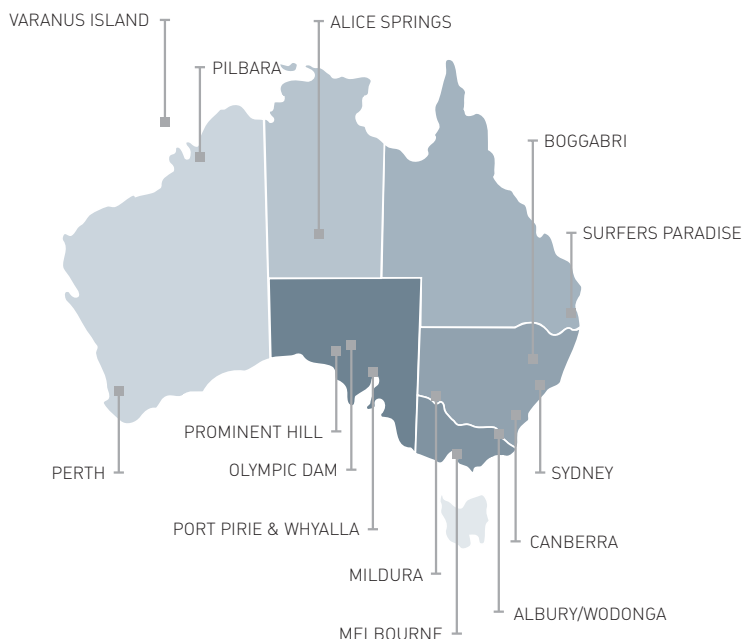 VARANUS ISLAND
ALICE SPRINGS
PILBARA
BOGGABRI
SURFERS PARADISE
PROMINENT HILL
PERTH
OLYMPIC DAM
SYDNEY
PORT PIRIE & WHYALLA
CANBERRA
MILDURA
ALBURY/WODONGA
MELBOURNE